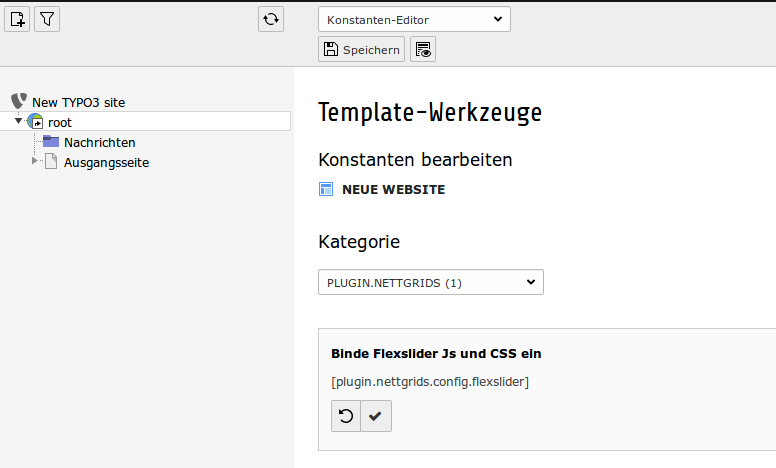 Konstanten-Editor
Speichern
New TYPO3 site
root
Nachrichten
Ausgangsseite
Template-Werkzeuge
Konstanten bearbeiten
NEUE WEBSITE
Kategorie
PLUGIN.NETTGRIDS (1)
Binde Flexslider Js und CSS ein
[plugin.nettgrids.config.flexslider]